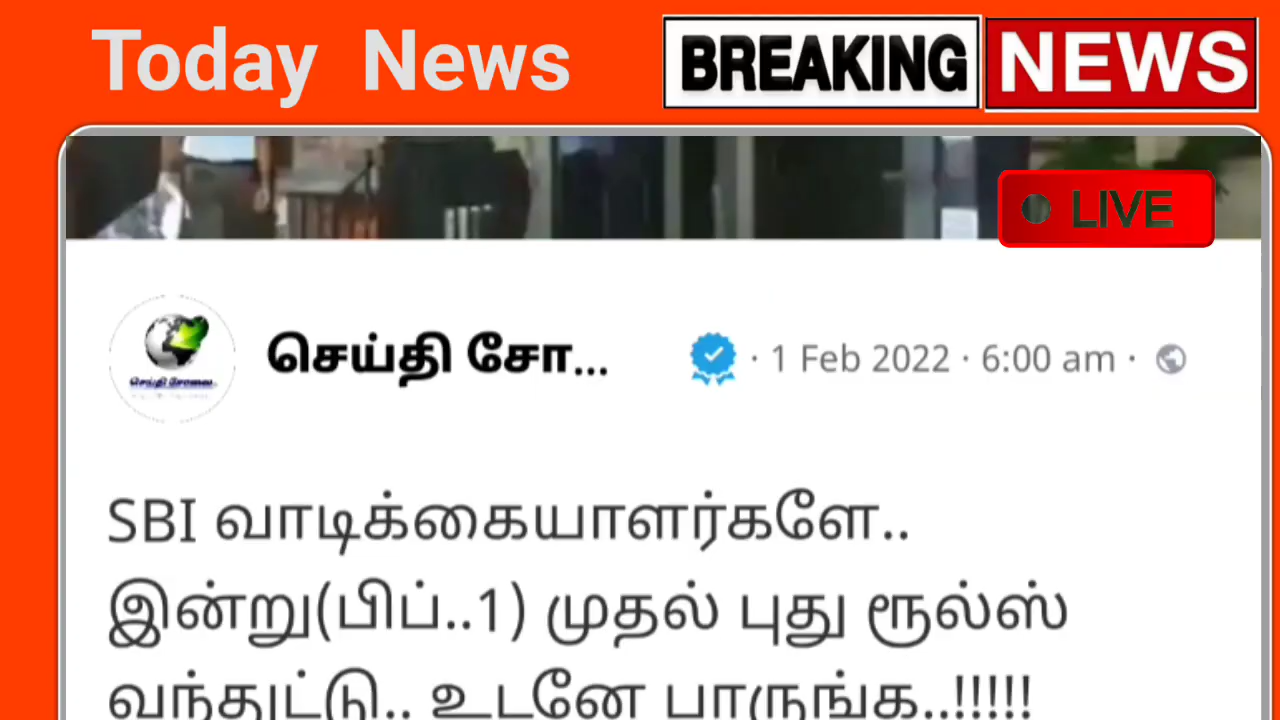 Today News
BREAKING NEWS
LIVE
செய்தி சோ... · 1 Feb 2022 · 6:00 am ·
செய்தி சோலை
SBI வாடிக்கையாளர்களே..
இன்று(பிப்..1) முதல் புது ரூல்ஸ்
வந்துட்டு.. உடனே பாருங்க..!!!!!